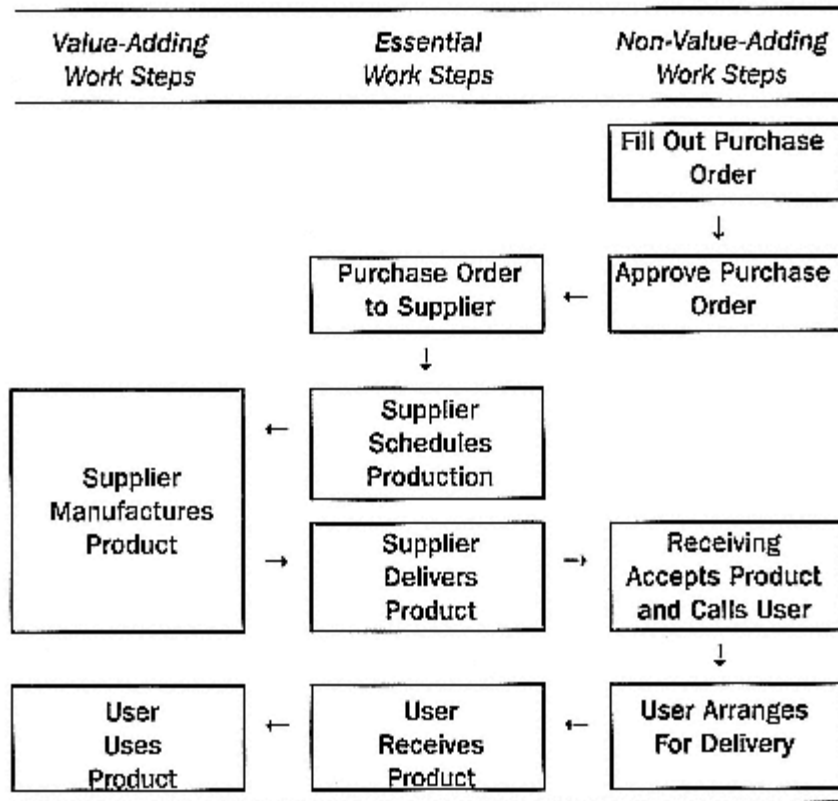 Value-Adding
Work Steps
Essential
Work Steps
Non-Value-Adding
Work Steps
Fill Out Purchase
Order
Purchase Order
to Supplier
Approve Purchase
Order
Supplier
Manufactures
Product
Supplier
Schedules
Production
Supplier
Delivers
Product
Receiving
Accepts Product
and Calls User
User
Uses
Product
User
Receives
Product
User Arranges
For Delivery